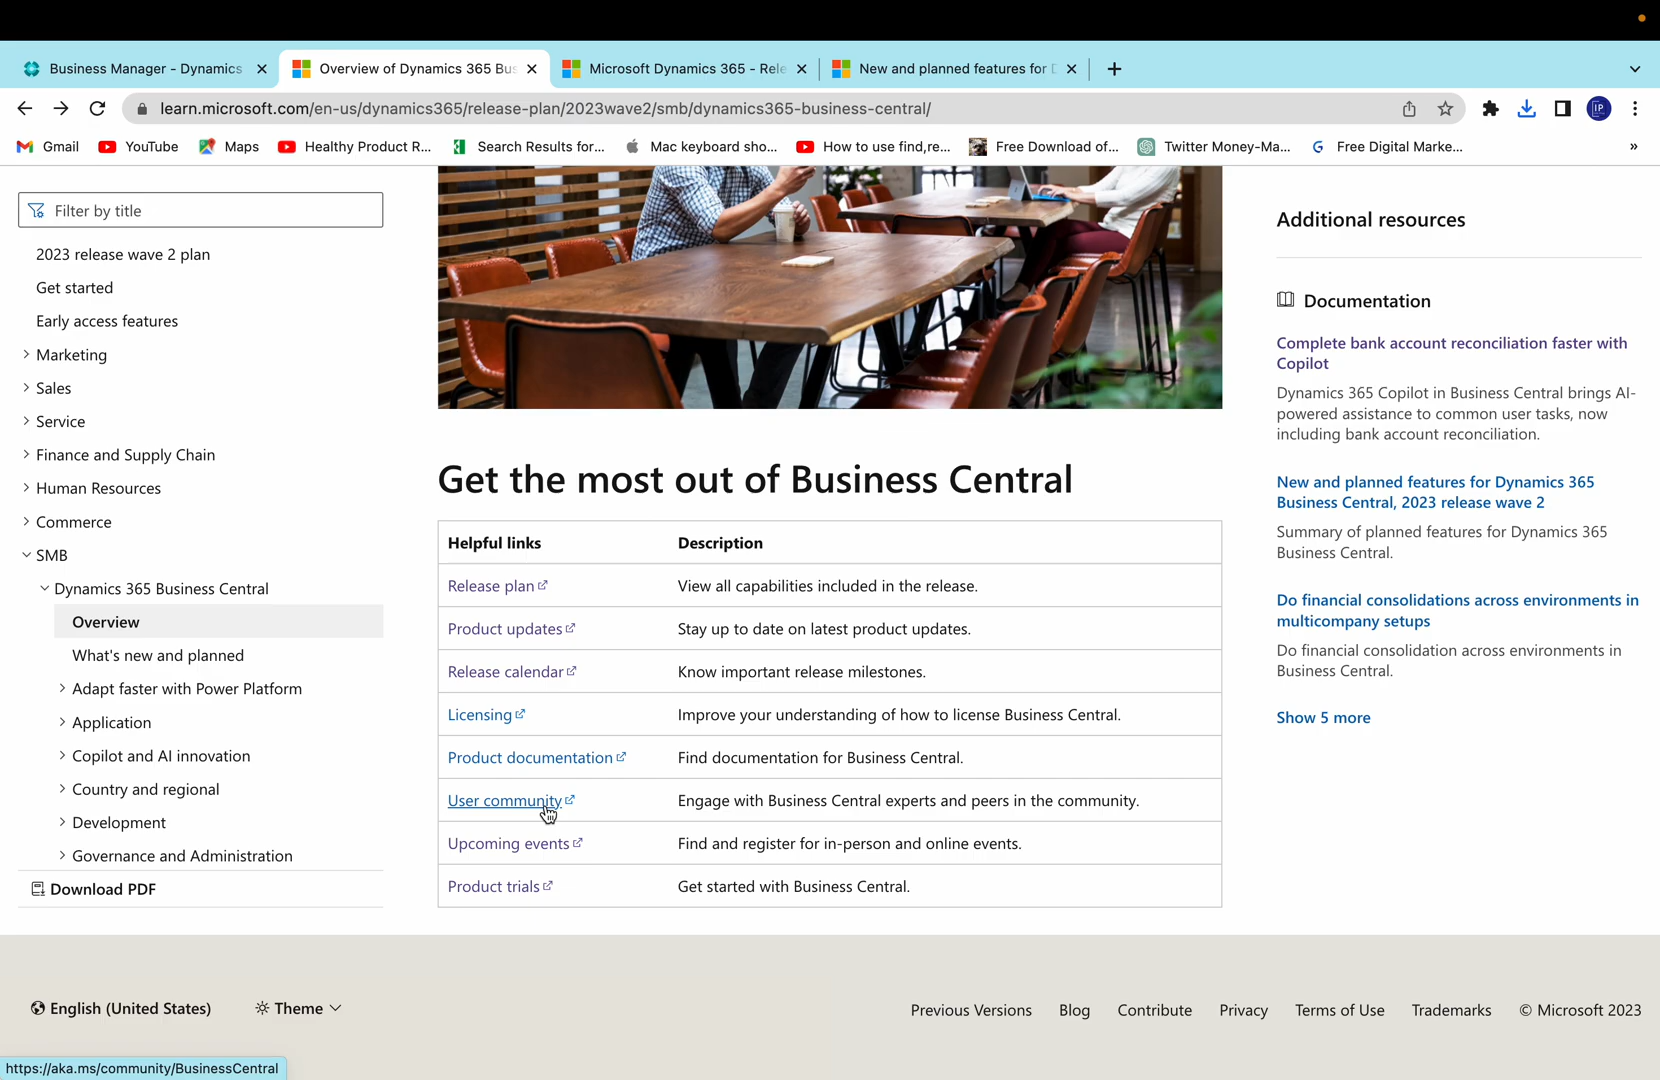 Business Manager - Dynamics
Overview of Dynamics 365 Bus
Microsoft Dynamics 365 - Rele
New and planned features for D
learn.microsoft.com/en-us/dynamics365/release-plan/2023wave2/smb/dynamics365-business-central/
IP
Gmail
YouTube
Maps
Healthy Product R...
Search Results for...
Mac keyboard sho...
How to use find,re...
Free Download of...
Twitter Money-Ma...
Free Digital Marke...
»
Filter by title
2023 release wave 2 plan
Get started
Early access features
Marketing
Sales
Service
Finance and Supply Chain
Human Resources
Commerce
SMB
Dynamics 365 Business Central
Overview
What's new and planned
Adapt faster with Power Platform
Application
Copilot and AI innovation
Country and regional
Development
Governance and Administration
Download PDF
Get the most out of Business Central
Helpful links Description
Release plan View all capabilities included in the release.
Product updates Stay up to date on latest product updates.
Release calendar Know important release milestones.
Licensing Improve your understanding of how to license Business Central.
Product documentation Find documentation for Business Central.
User community Engage with Business Central experts and peers in the community.
Upcoming events Find and register for in-person and online events.
Product trials Get started with Business Central.
Additional resources
Documentation
Complete bank account reconciliation faster with
Copilot
Dynamics 365 Copilot in Business Central brings AI-
powered assistance to common user tasks, now
including bank account reconciliation.
New and planned features for Dynamics 365
Business Central, 2023 release wave 2
Summary of planned features for Dynamics 365
Business Central.
Do financial consolidations across environments in
multicompany setups
Do financial consolidation across environments in
Business Central.
Show 5 more
English (United States)
Theme
Previous Versions
Blog
Contribute
Privacy
Terms of Use
Trademarks
© Microsoft 2023
https://aka.ms/community/BusinessCentral